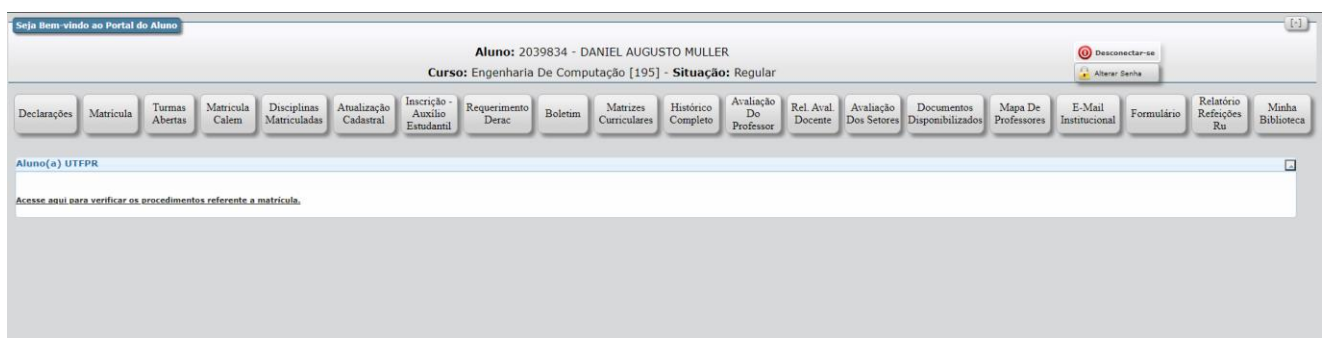 Seja Bem-vindo ao Portal do Aluno
[-]
Aluno: 2039834 - DANIEL AUGUSTO MULLER
Curso: Engenharia De Computação [195] - Situação: Regular
Desconectar-se
Alterar Senha
Declarações
Matrícula
Turmas
Abertas
Matrícula
Calem
Disciplinas
Matriculadas
Atualização
Cadastral
Inscrição -
Auxílio
Estudantil
Requerimento
Derac
Boletim
Matrizes
Curriculares
Histórico
Completo
Avaliação
Do
Professor
Rel. Aval.
Docente
Avaliação
Dos Setores
Documentos
Disponibilizados
Mapa De
Professores
E-Mail
Institucional
Formulário
Relatório
Refeições
Ru
Minha
Biblioteca
Aluno(a) UTFPR
Acesse aqui para verificar os procedimentos referente a matrícula.